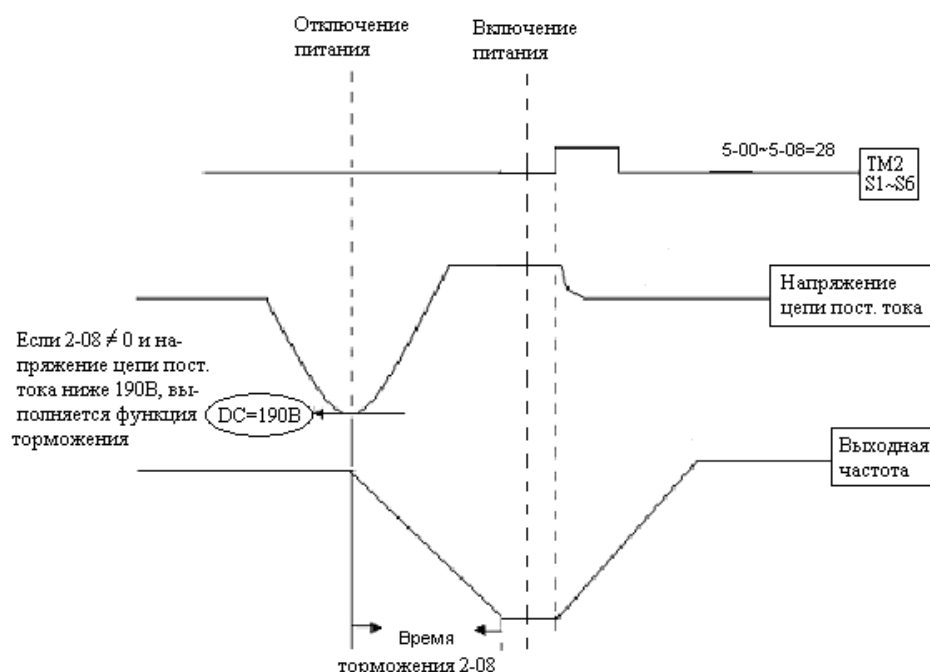 Отключение
питания
Включение
питания
5-00~5-08=28
TM2
S1~S6
Напряжение
цепи пост. тока
Если 2-08 ≠ 0 и на-
пряжение цепи пост.
тока ниже 190В, вы-
полняется функция
торможения
DC=190В
Выходная
частота
Время
торможения 2-08